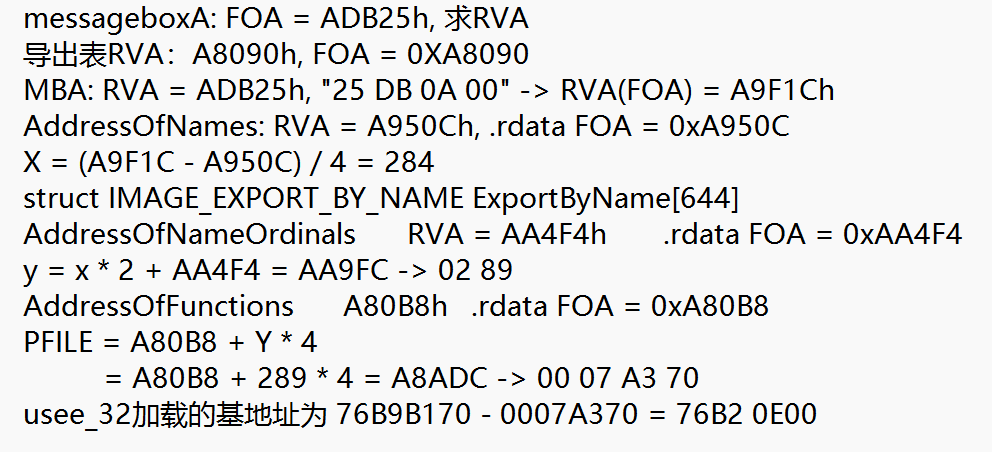 messageboxA: FOA = ADB25h, 求RVA
导出表RVA：A8090h, FOA = 0XA8090
MBA: RVA = ADB25h, "25 DB 0A 00" -> RVA(FOA) = A9F1Ch
AddressOfNames: RVA = A950Ch, .rdata FOA = 0xA950C
X = (A9F1C - A950C) / 4 = 284
struct IMAGE_EXPORT_BY_NAME ExportByName[644]
AddressOfNameOrdinals RVA = AA4F4h .rdata FOA = 0xAA4F4
y = x * 2 + AA4F4 = AA9FC -> 02 89
AddressOfFunctions A80B8h .rdata FOA = 0xA80B8
PFILE = A80B8 + Y * 4
= A80B8 + 289 * 4 = A8ADC -> 00 07 A3 70
usee_32加载的基地址为 76B9B170 - 0007A370 = 76B2 0E00